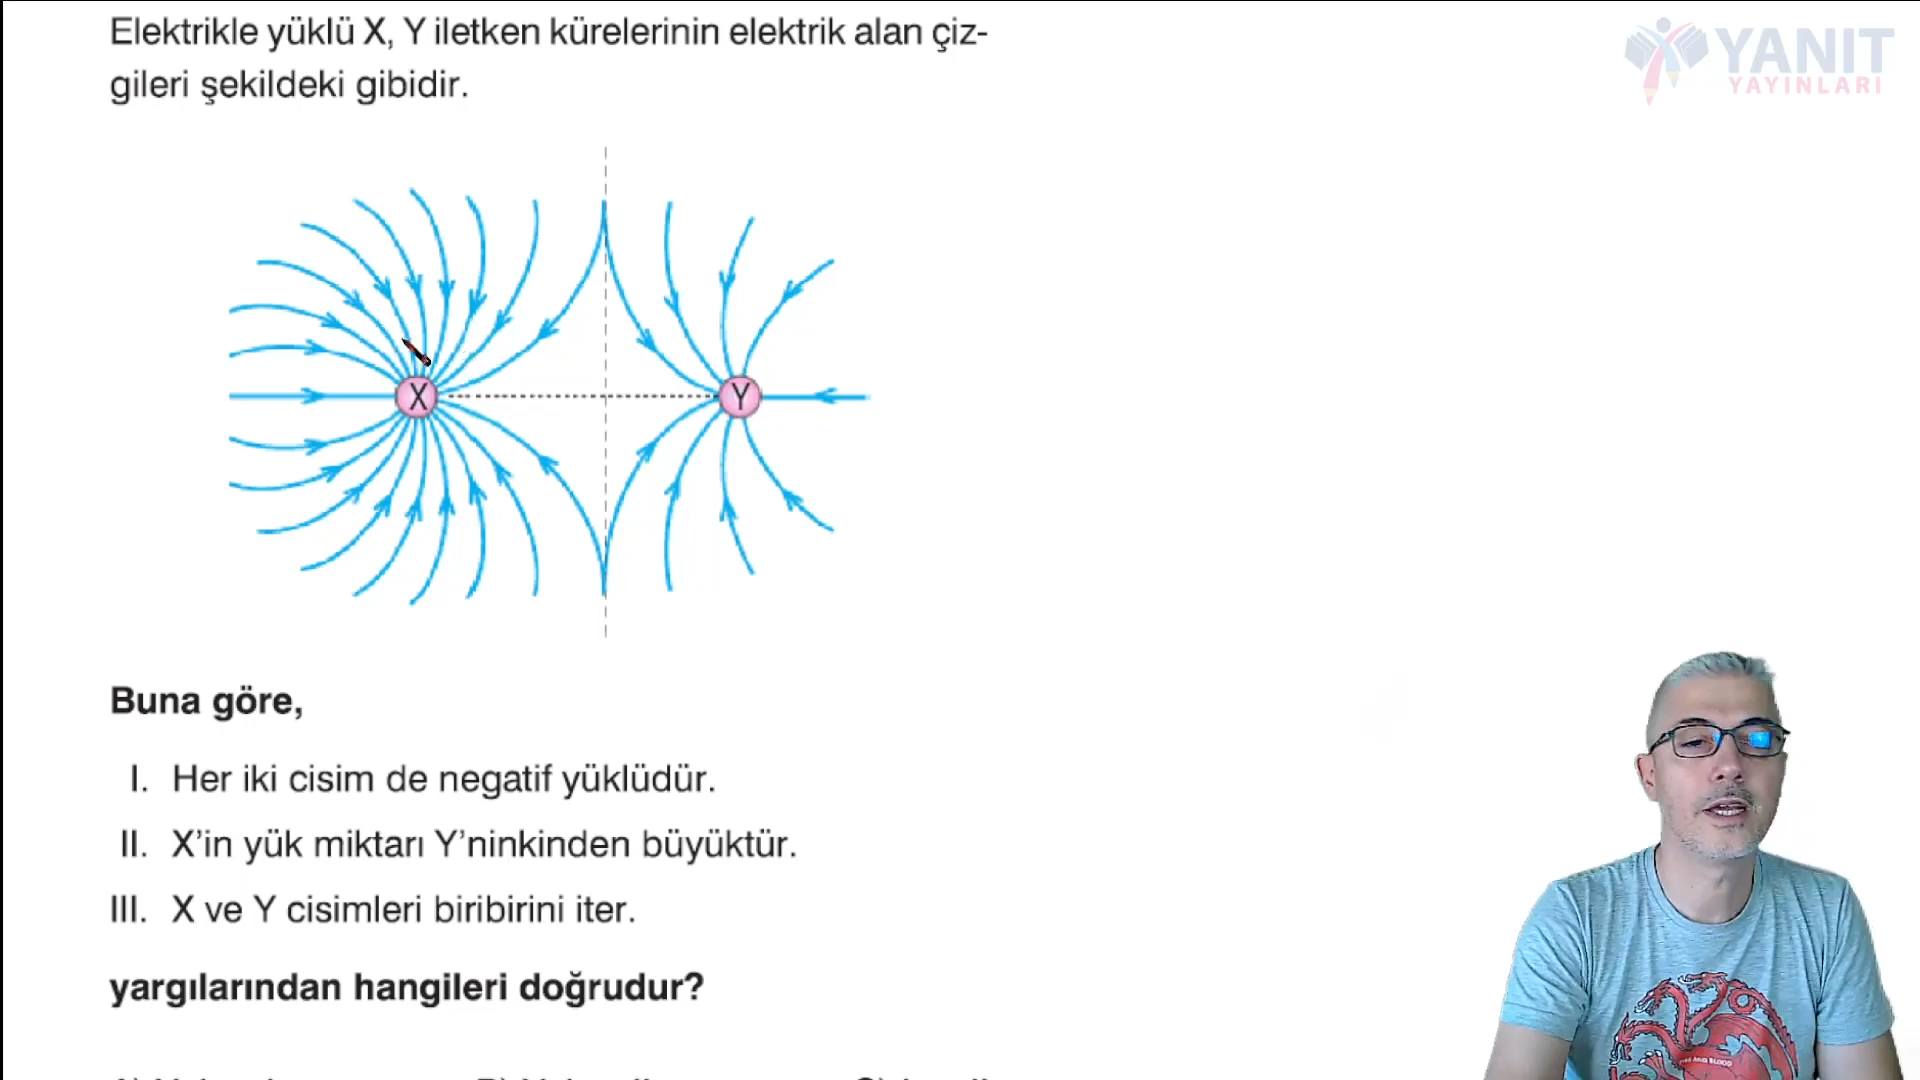 Elektrikle yüklü X, Y iletken kürelerinin elektrik alan çiz-
gileri şekildeki gibidir.
YANIT
YAYINLARI
X
Y
Buna göre,
I. Her iki cisim de negatif yüklüdür.
II. X'in yük miktarı Y'ninkinden büyüktür.
III. X ve Y cisimleri biribirini iter.
yargılarından hangileri doğrudur?